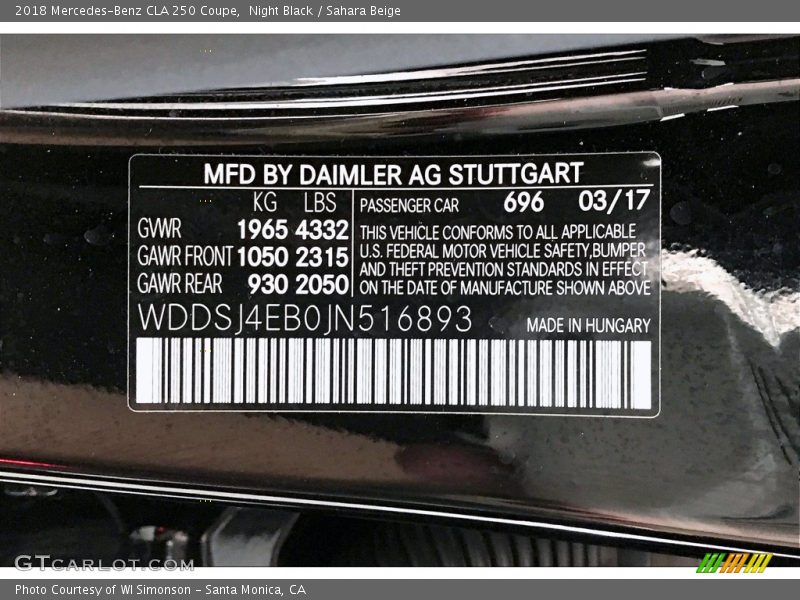 2018 Mercedes-Benz CLA 250 Coupe, Night Black / Sahara Beige
MFD BY DAIMLER AG STUTTGART
KG LBS
GWR 1965 4332
GAWR FRONT 1050 2315
GAWR REAR 930 2050
PASSENGER CAR 696 03/17
THIS VEHICLE CONFORMS TO ALL APPLICABLE
U.S. FEDERAL MOTOR VEHICLE SAFETY,BUMPER
AND THEFT PREVENTION STANDARDS IN EFFECT
ON THE DATE OF MANUFACTURE SHOWN ABOVE
WDDSJ4EB0JN516893
MADE IN HUNGARY
GTCARLOT.COM
Photo Courtesy of WI Simonson - Santa Monica, CA